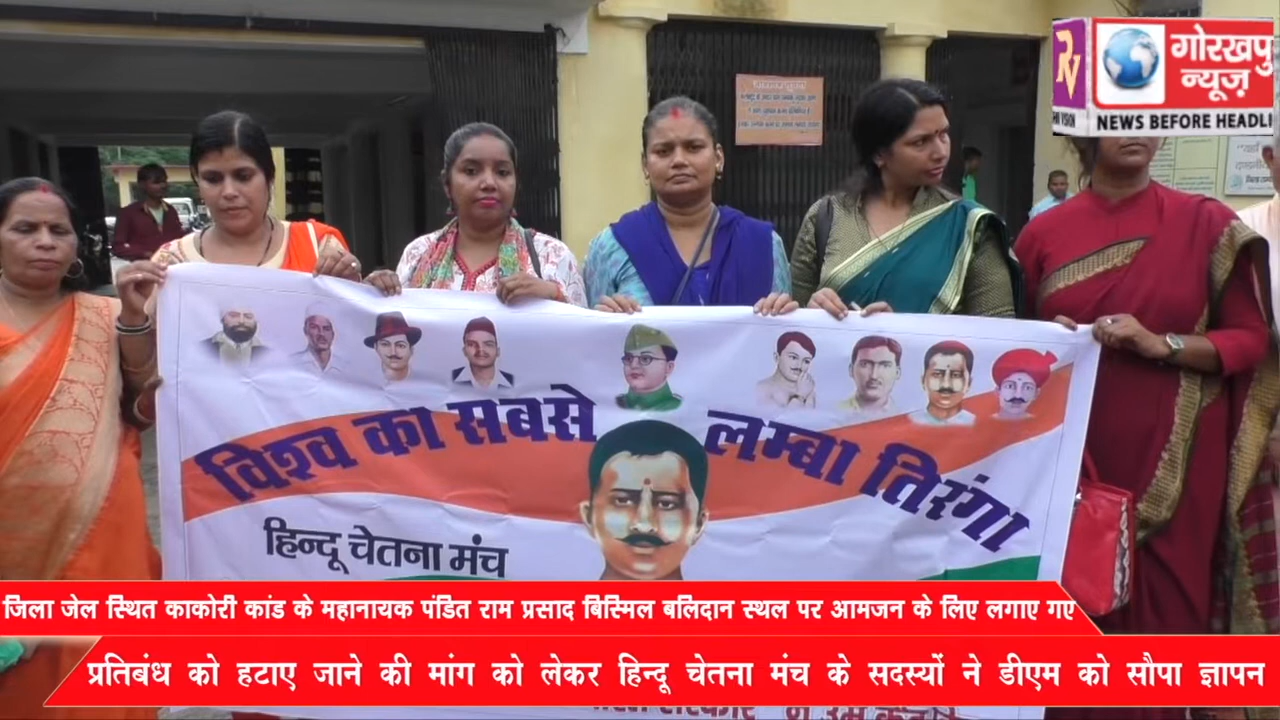 RV
गोरखपु
न्यूज़
NEWS BEFORE HEADLI
विश्व का सबसे लम्बा तिरंगा
हिन्दू चेतना मंच
जिला जेल स्थित काकोरी कांड के महानायक पंडित राम प्रसाद बिस्मिल बलिदान स्थल पर आमजन के लिए लगाए गए
प्रतिबंध को हटाए जाने की मांग को लेकर हिन्दू चेतना मंच के सदस्यों ने डीएम को सौपा ज्ञापन